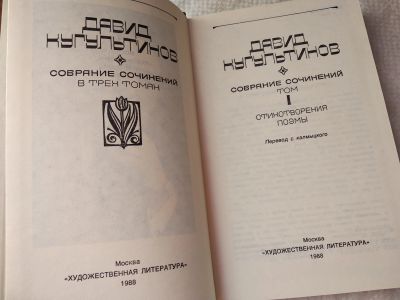 ДАВИД
КУГУЛЬТИНОВ
СОБРАНИЕ СОЧИНЕНИЙ
В ТРЕХ ТОМАХ
Москва
«ХУДОЖЕСТВЕННАЯ ЛИТЕРАТУРА»
1988
ДАВИД
КУГУЛЬТИНОВ
СОБРАНИЕ СОЧИНЕНИЙ
ТОМ
I
СТИХОТВОРЕНИЯ
ПОЭМЫ
Перевод с калмыцкого
Москва
«ХУДОЖЕСТВЕННАЯ ЛИТЕРАТУРА»
1988